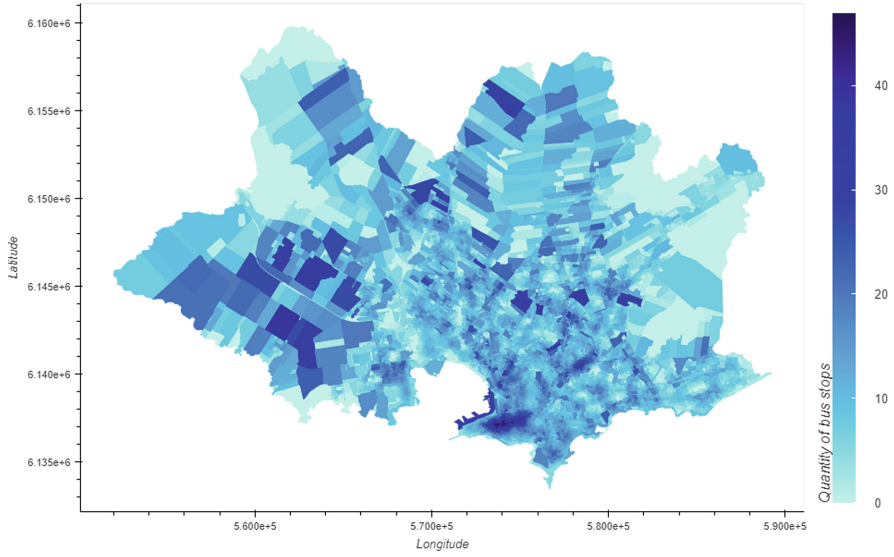 6.160e+6
6.155e+6
6.150e+6
6.145e+6
6.140e+6
6.135e+6
Latitude
5.600e+5
5.700e+5
5.800e+5
5.900e+5
Longitude
Quantity of bus stops
40
30
20
10
0